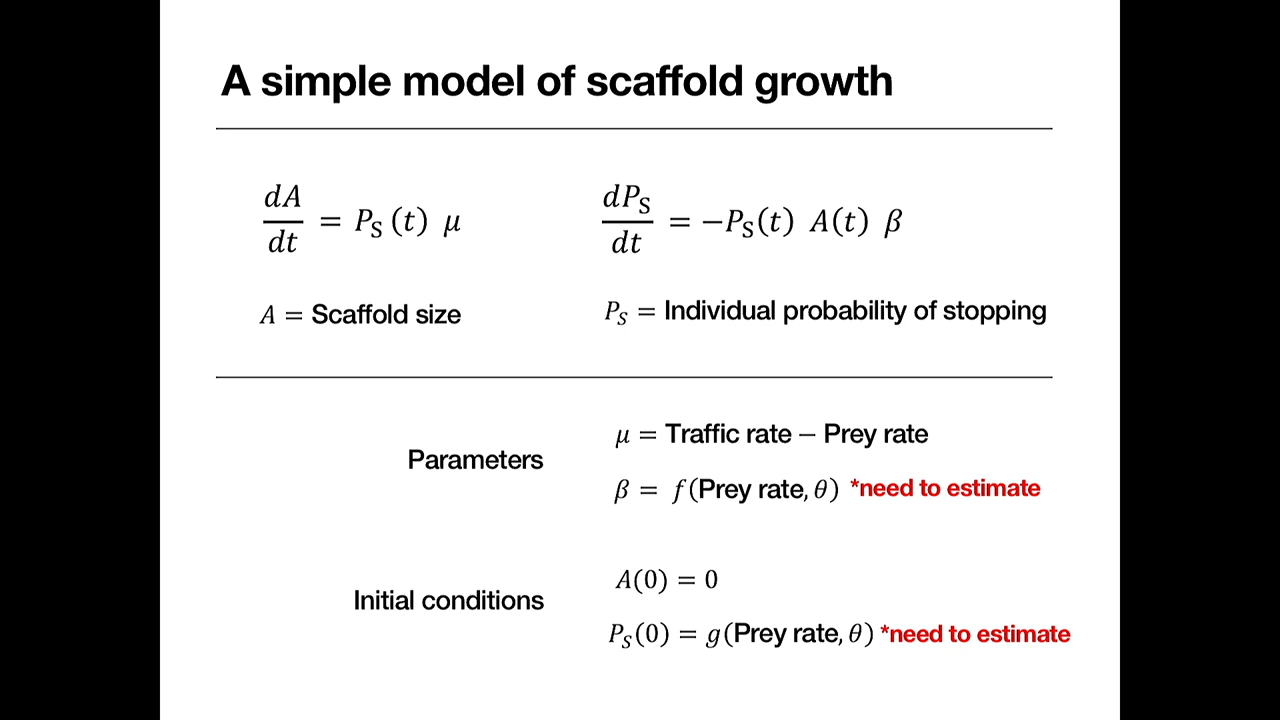 A simple model of scaffold growth
dA/dt = P_S (t) μ
dP_S/dt = −P_S(t) A(t) β
A = Scaffold size
P_S = Individual probability of stopping
Parameters
μ = Traffic rate − Prey rate
β = f(Prey rate, θ) *need to estimate
Initial conditions
A(0) = 0
P_S(0) = g(Prey rate, θ) *need to estimate